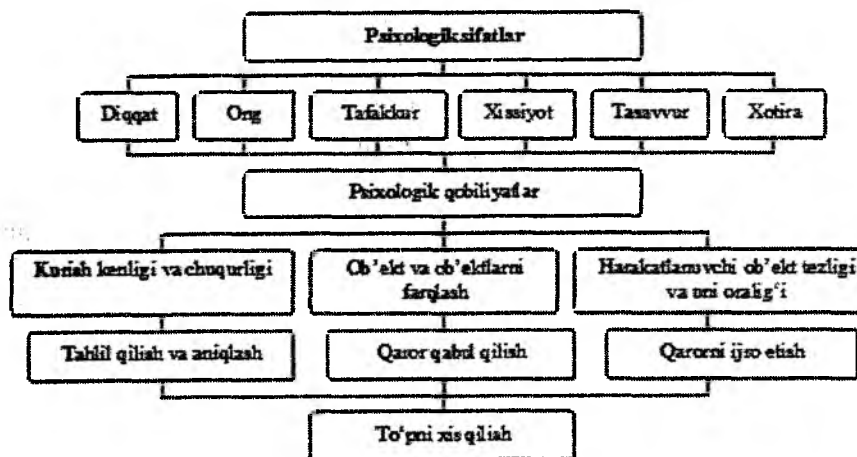 Psixologik sifatlar
Diqqat
Ong
Tafakkur
Xissiyot
Tasavvur
Xotira
Psixologik qobiliyatlar
Kurish kenligi va chuqurligi
Ob'ekt va ob'ektlarni
farqlash
Harakatlanuvchi ob'ekt tezligi
va uni oralig'i
Tahlil qilish va aniqlash
Qaror qabul qilish
Qarorni ijro etish
To'pni xis qilish